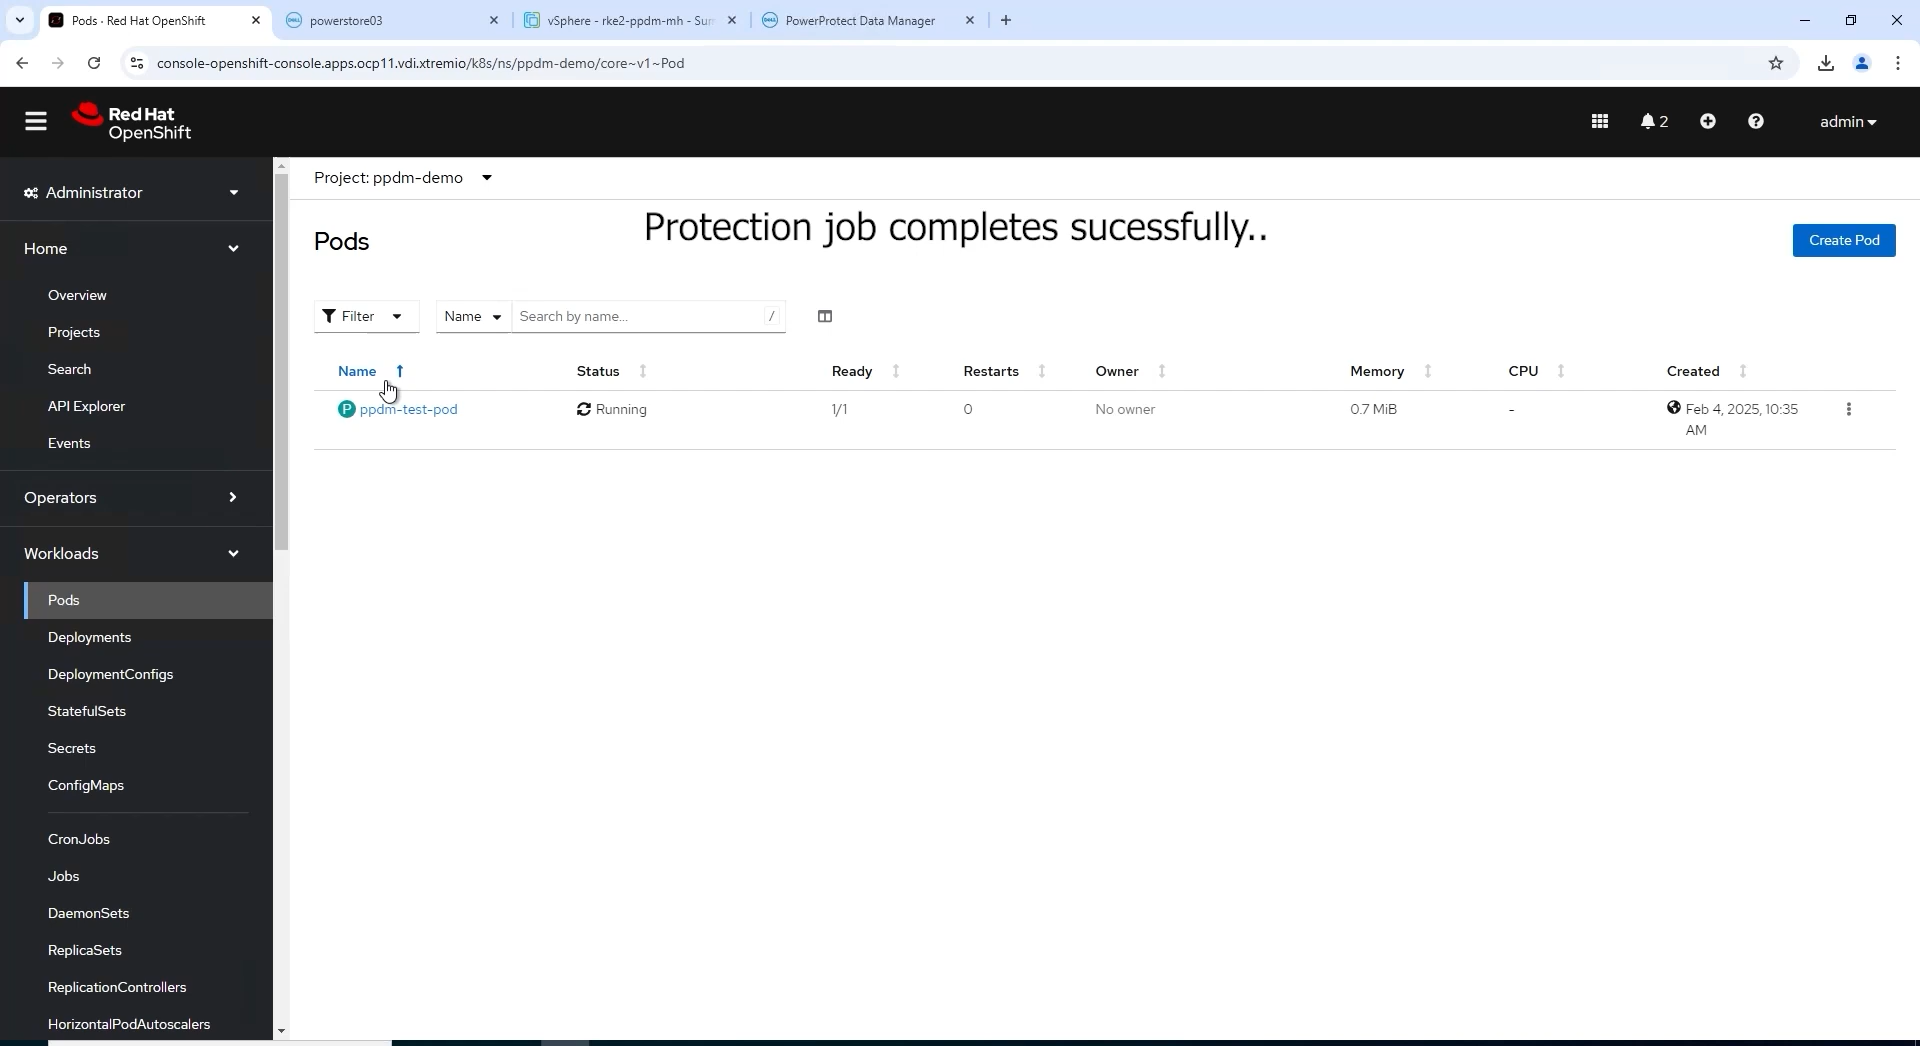 Pods · Red Hat OpenShift
powerstore03
vSphere - rke2-ppdm-mh - Sum
PowerProtect Data Manager
console-openshift-console.apps.ocp11.vdi.xtremio/k8s/ns/ppdm-demo/core~v1~Pod
Red Hat
OpenShift
2
admin
Administrator
Project: ppdm-demo
Protection job completes sucessfully..
Pods
Create Pod
Home
Overview
Projects
Search
API Explorer
Events
Operators
Workloads
Pods
Deployments
DeploymentConfigs
StatefulSets
Secrets
ConfigMaps
CronJobs
Jobs
DaemonSets
ReplicaSets
ReplicationControllers
HorizontalPodAutoscalers
Filter
Name
Search by name...
/
Name Status Ready Restarts Owner Memory CPU Created
P ppdm-test-pod Running 1/1 0 No owner 0.7 MiB - Feb 4, 2025, 10:35
AM